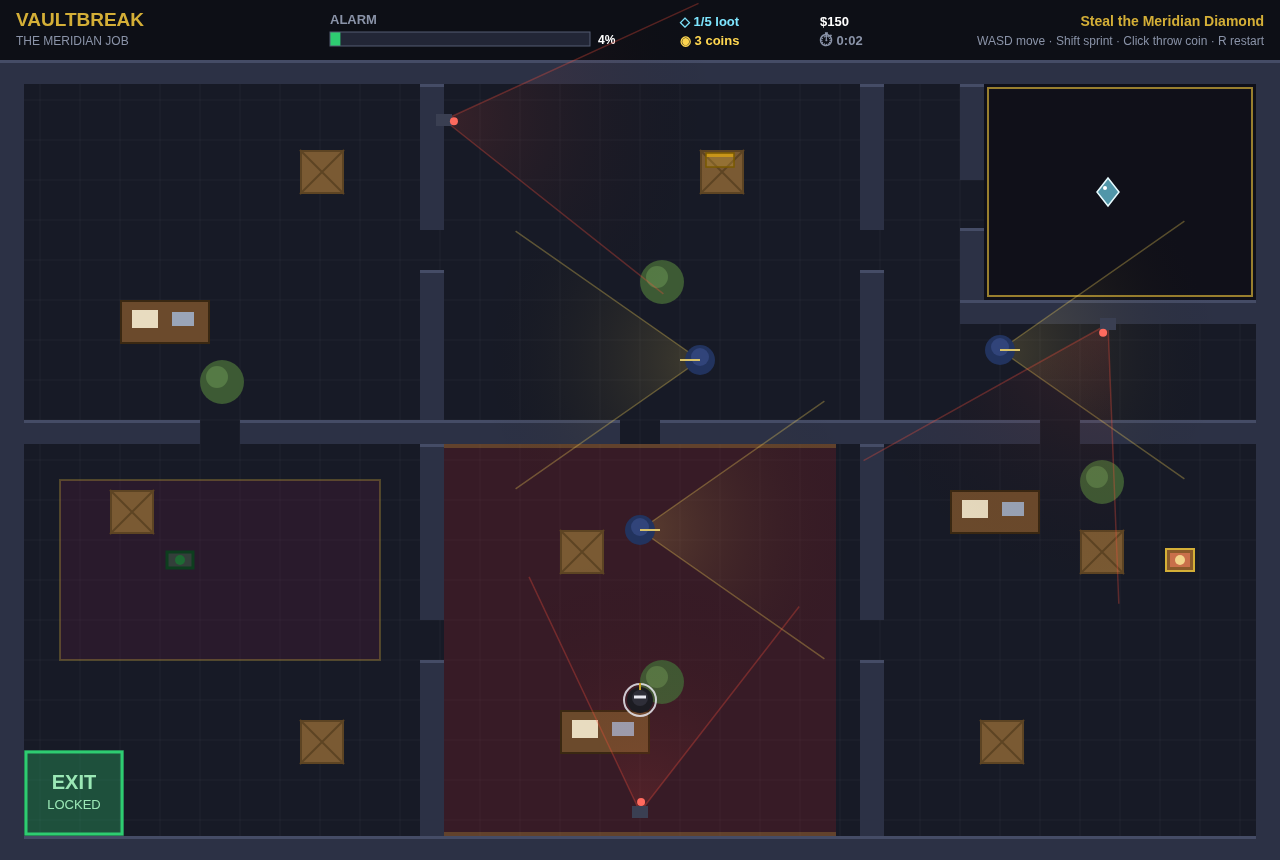 VAULTBREAK
THE MERIDIAN JOB
ALARM
4%
◇ 1/5 loot
◉ 3 coins
$150
⏱ 0:02
Steal the Meridian Diamond
WASD move · Shift sprint · Click throw coin · R restart
EXIT
LOCKED